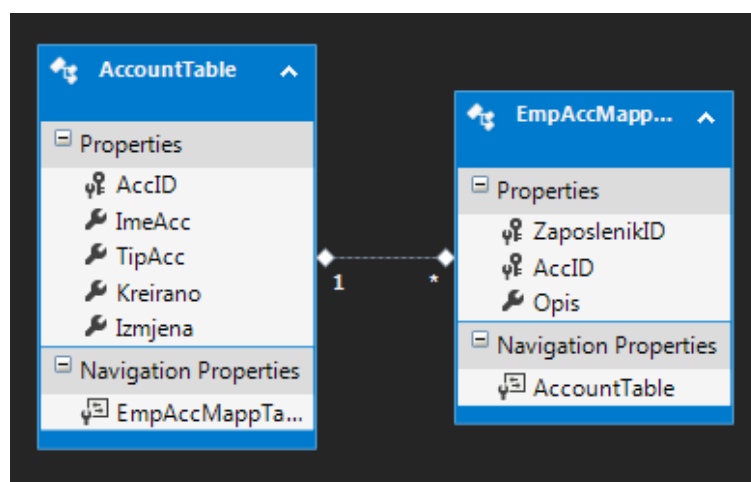 AccountTable
Properties
AccID
ImeAcc
TipAcc
Kreirano
Izmjena
Navigation Properties
EmpAccMappTa...
1
*
EmpAccMapp...
Properties
ZaposlenikID
AccID
Opis
Navigation Properties
AccountTable